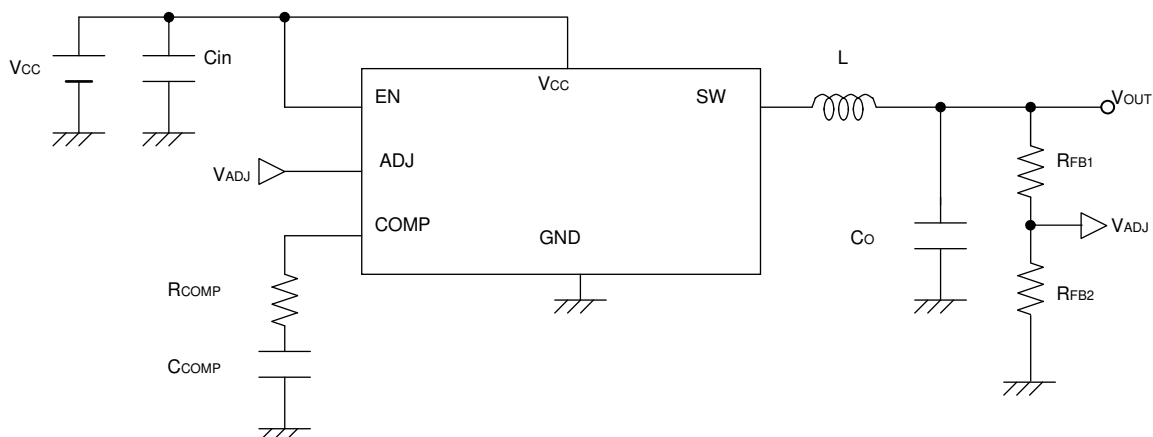 L
Cin
VCC
VCC
EN
SW
VOUT
ADJ
VADJ
RFB1
COMP
GND
CO
VADJ
RCOMP
RFB2
CCOMP